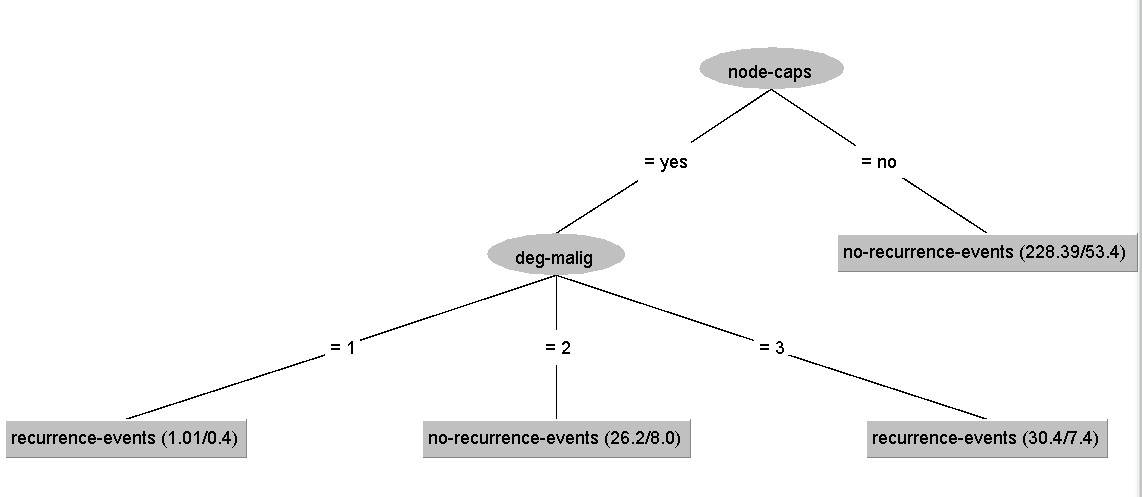 node-caps
= yes
= no
deg-malig
no-recurrence-events (228.39/53.4)
= 1
= 2
= 3
recurrence-events (1.01/0.4)
no-recurrence-events (26.2/8.0)
recurrence-events (30.4/7.4)